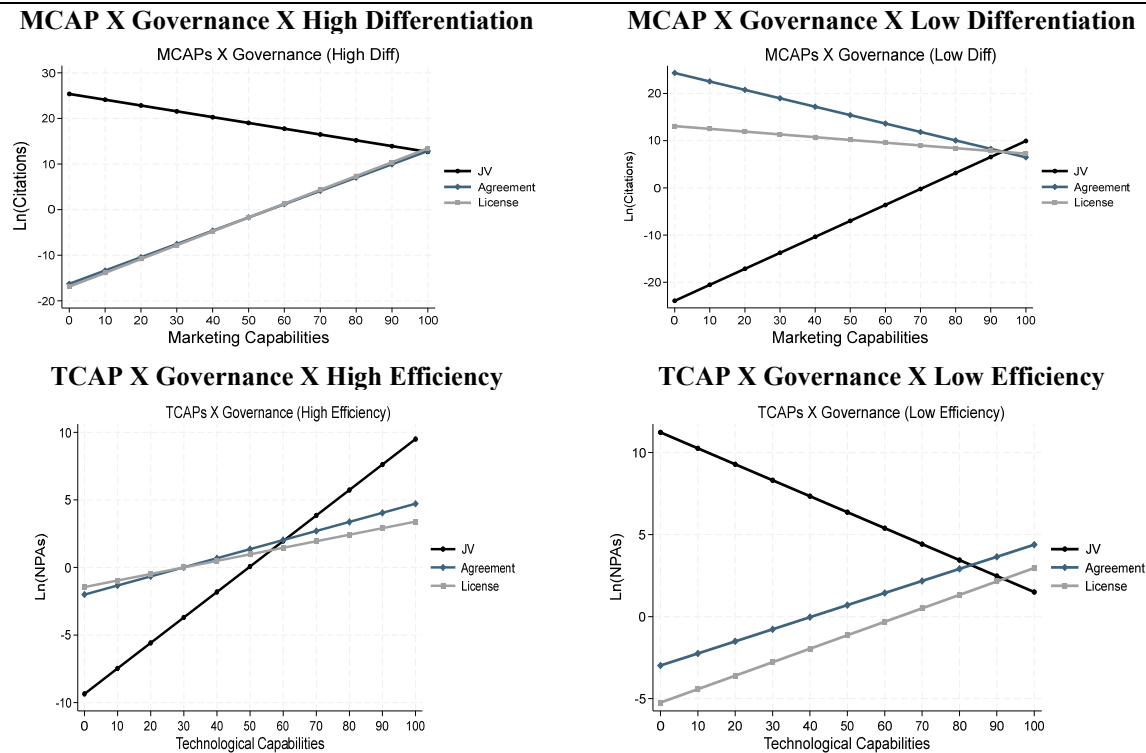 MCAP X Governance X High Differentiation
MCAPs X Governance (High Diff)
Ln(Citations)
30
20
10
0
-10
-20
0 10 20 30 40 50 60 70 80 90 100
Marketing Capabilities
JV
Agreement
License
MCAP X Governance X Low Differentiation
MCAPs X Governance (Low Diff)
Ln(Citations)
20
10
0
-10
-20
0 10 20 30 40 50 60 70 80 90 100
Marketing Capabilities
JV
Agreement
License
TCAP X Governance X High Efficiency
TCAPs X Governance (High Efficiency)
Ln(NPAs)
10
5
0
-5
-10
0 10 20 30 40 50 60 70 80 90 100
Technological Capabilities
JV
Agreement
License
TCAP X Governance X Low Efficiency
TCAPs X Governance (Low Efficiency)
Ln(NPAs)
10
5
0
-5
0 10 20 30 40 50 60 70 80 90 100
Technological Capabilities
JV
Agreement
License